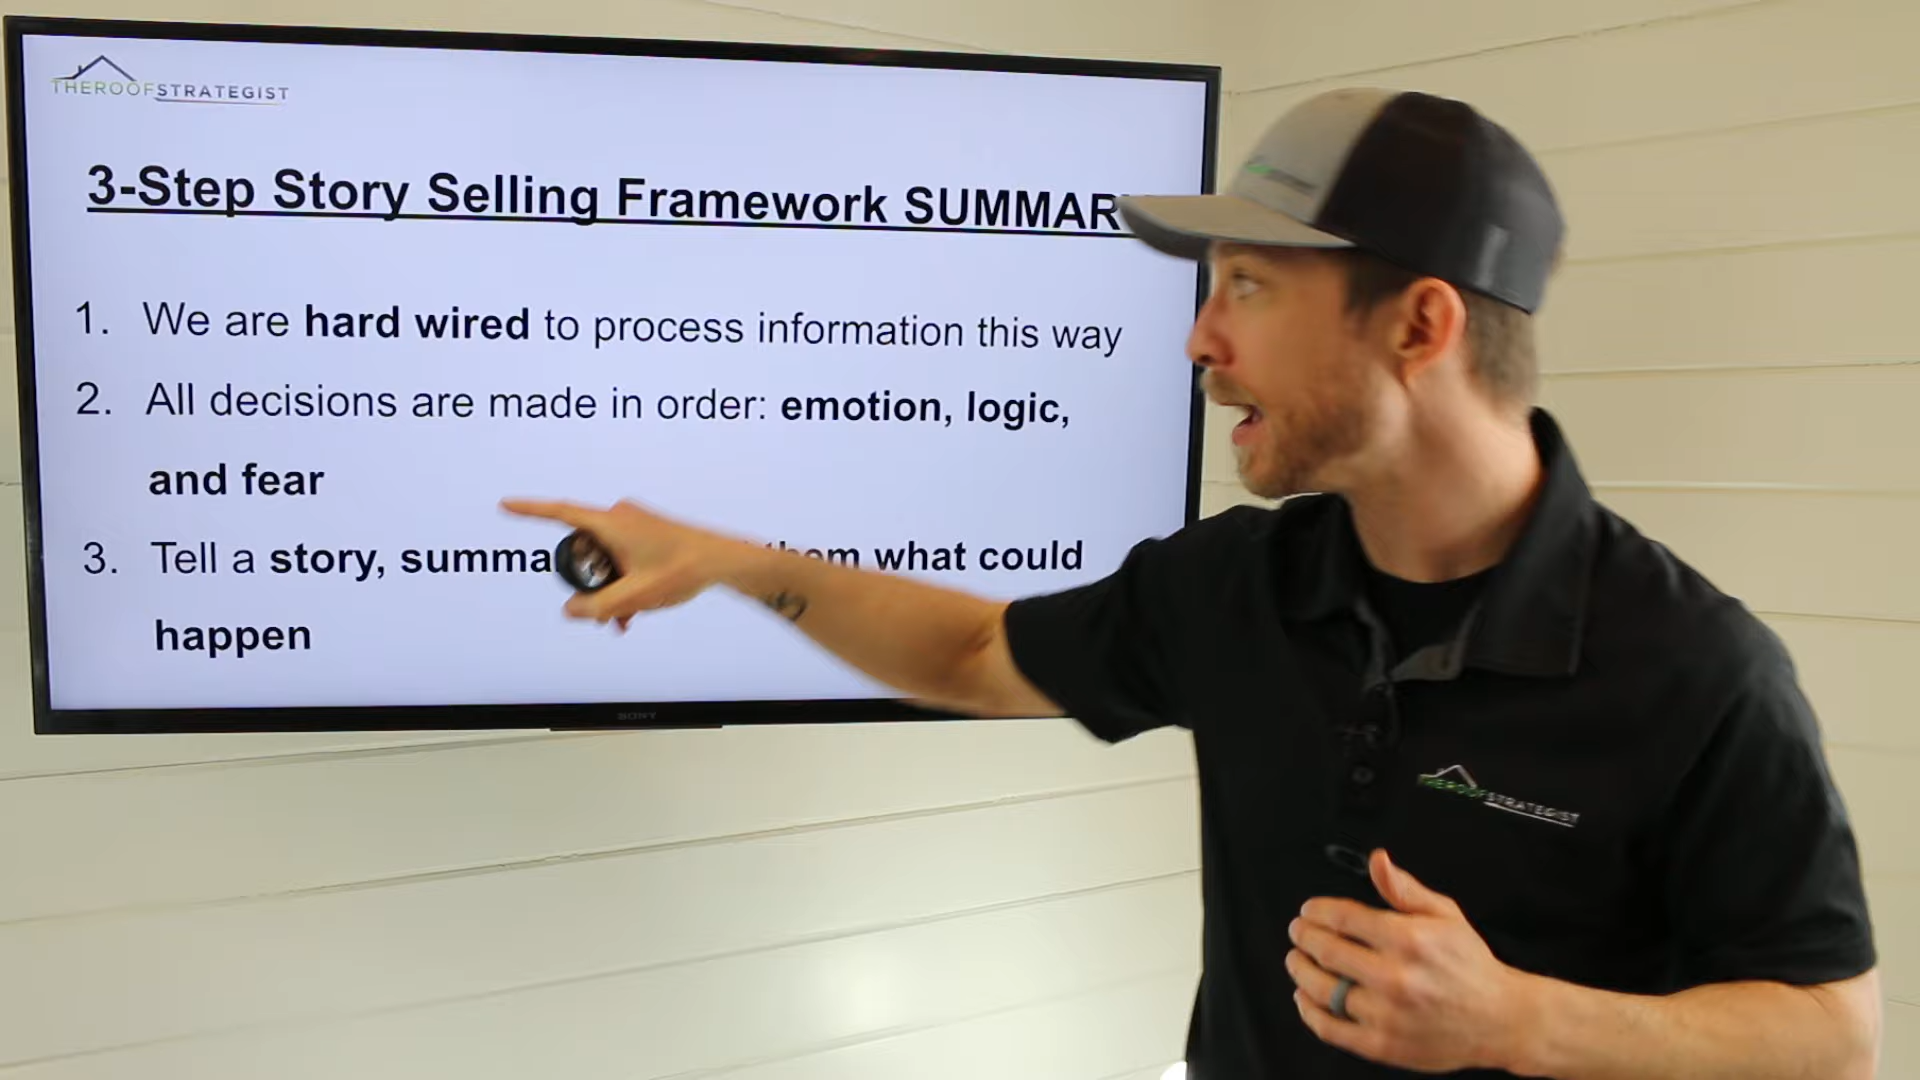 THEROOFSTRATEGIST
3-Step Story Selling Framework SUMMAR
1. We are hard wired to process information this way
2. All decisions are made in order: emotion, logic,
and fear
3. Tell a story, summa them what could
happen
SONY
THEROOFSTRATEGIST